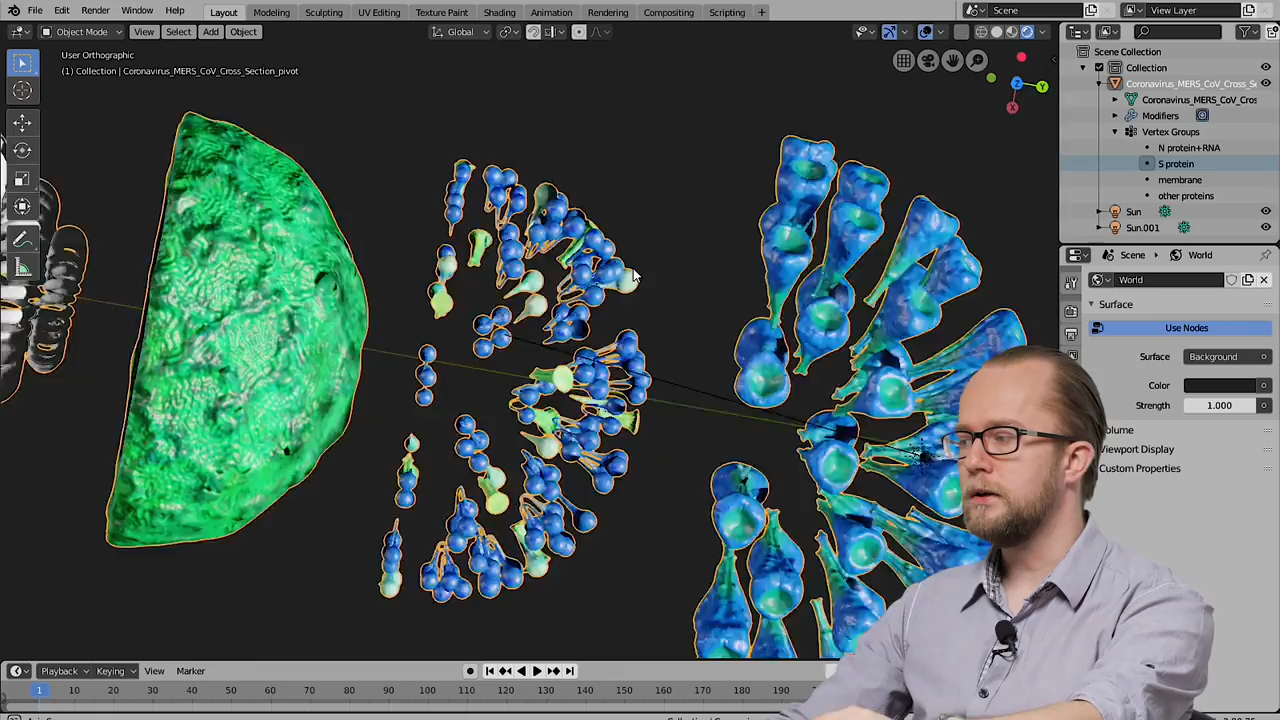 File Edit Render Window Help Layout Modeling Sculpting UV Editing Texture Paint Shading Animation Rendering Compositing Scripting + Scene View Layer
Object Mode View Select Add Object Global
User Orthographic
(1) Collection | Coronavirus_MERS_CoV_Cross_Section_pivot
Scene Collection
Collection
Coronavirus_MERS_CoV_Cross_Se
Coronavirus_MERS_CoV_Cros
Modifiers
Vertex Groups
N protein+RNA
S protein
membrane
other proteins
Sun
Sun.001
Scene > World
World
Surface
Use Nodes
Surface Background
Color
Strength 1.000
olume
Viewport Display
Custom Properties
Playback Keying View Marker
1 10 20 30 40 50 60 70 80 90 100 110 120 130 140 150 160 170 180 190